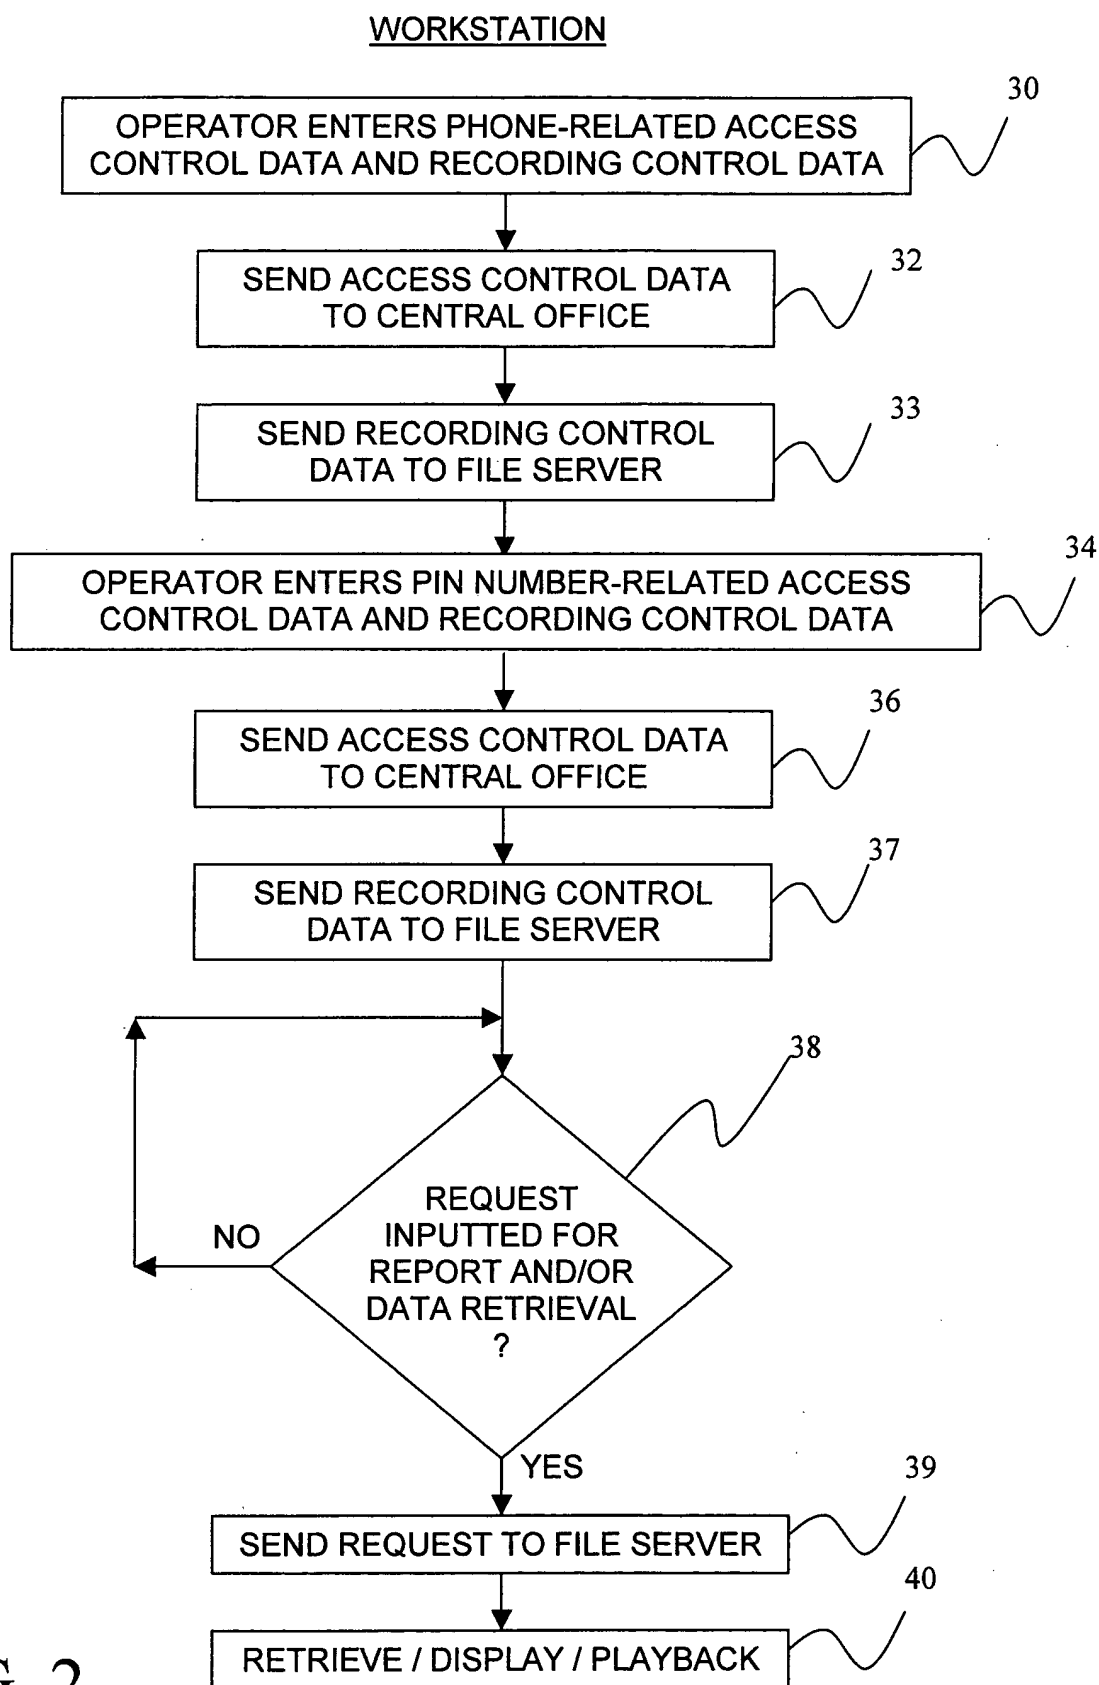 WORKSTATION
30
OPERATOR ENTERS PHONE-RELATED ACCESS
CONTROL DATA AND RECORDING CONTROL DATA
32
SEND ACCESS CONTROL DATA
TO CENTRAL OFFICE
33
SEND RECORDING CONTROL
DATA TO FILE SERVER
34
OPERATOR ENTERS PIN NUMBER-RELATED ACCESS
CONTROL DATA AND RECORDING CONTROL DATA
36
SEND ACCESS CONTROL DATA
TO CENTRAL OFFICE
37
SEND RECORDING CONTROL
DATA TO FILE SERVER
38
REQUEST
INPUTTED FOR
REPORT AND/OR
DATA RETRIEVAL
?
NO
YES
39
SEND REQUEST TO FILE SERVER
40
RETRIEVE / DISPLAY / PLAYBACK